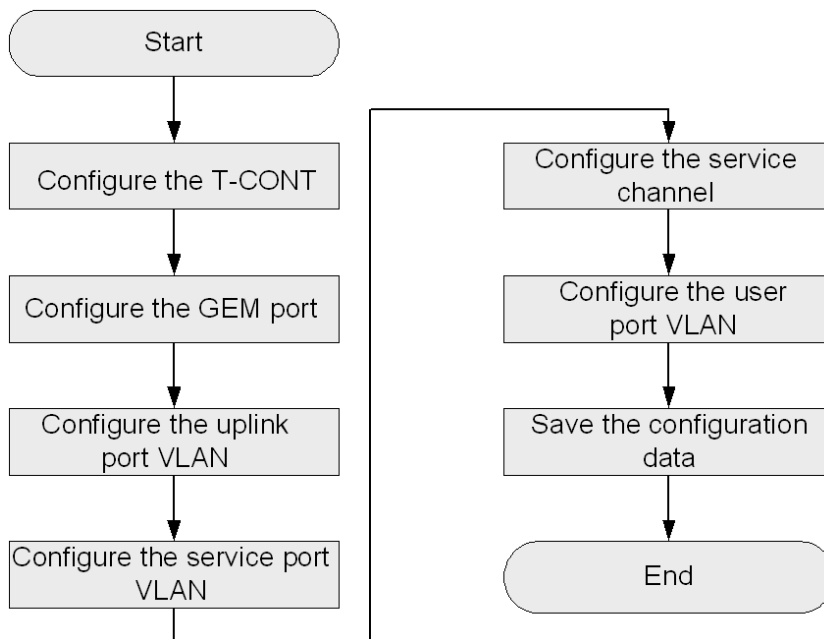 Start
Configure the T-CONT
Configure the GEM port
Configure the uplink
port VLAN
Configure the service port
VLAN
Configure the service
channel
Configure the user
port VLAN
Save the configuration
data
End